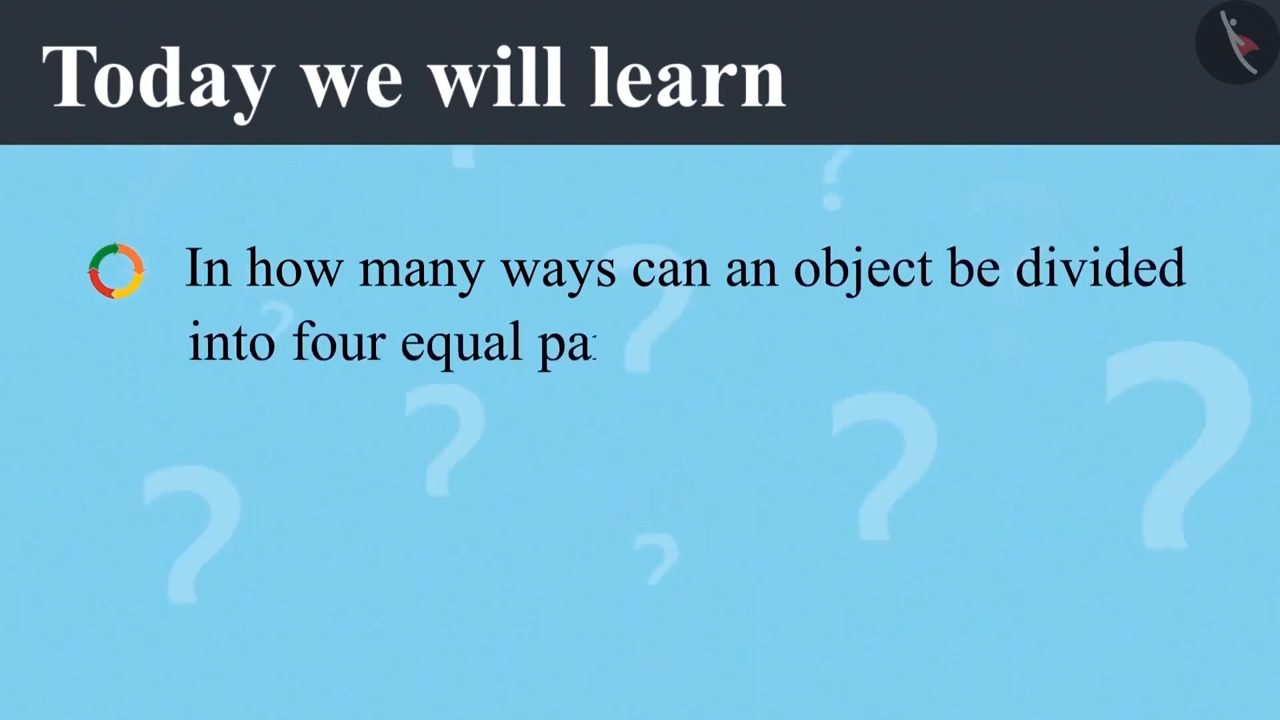 Today we will learn
In how many ways can an object be divided
into four equal pa